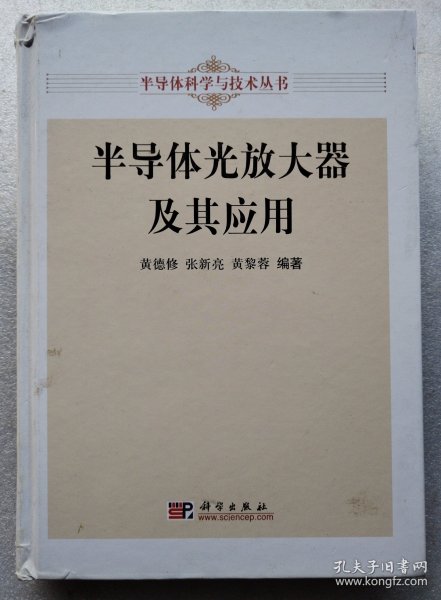 半导体科学与技术丛书
半导体光放大器
及其应用
黄德修 张新亮 黄黎蓉 编著
SP
科学出版社
www.sciencep.com
孔夫子旧书网
www.kongfz.com